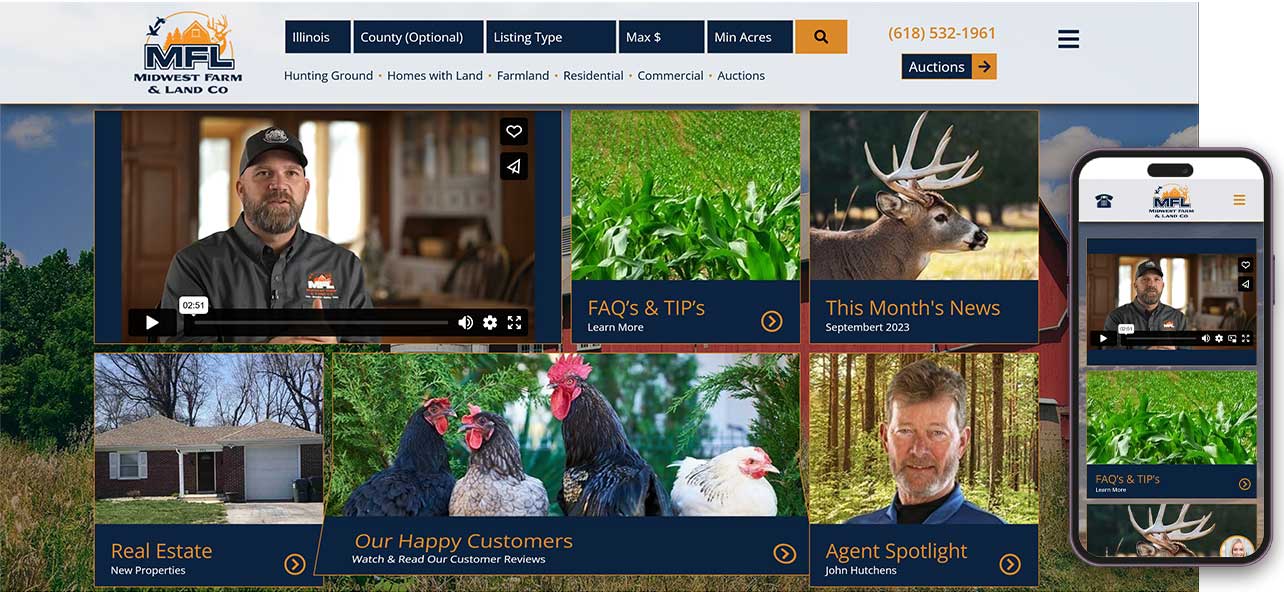 MFL
MIDWEST FARM
& LAND CO
Illinois
County (Optional)
Listing Type
Max $
Min Acres
(618) 532-1961
Auctions
Hunting Ground • Homes with Land • Farmland • Residential • Commercial • Auctions
MFL
02:51
FAQ's & TIP's
Learn More
This Month's News
Septembert 2023
Real Estate
New Properties
Our Happy Customers
Watch & Read Our Customer Reviews
Agent Spotlight
John Hutchens
MFL
MIDWEST FARM
& LAND CO
02:51
FAQ's & TIP's
Learn More